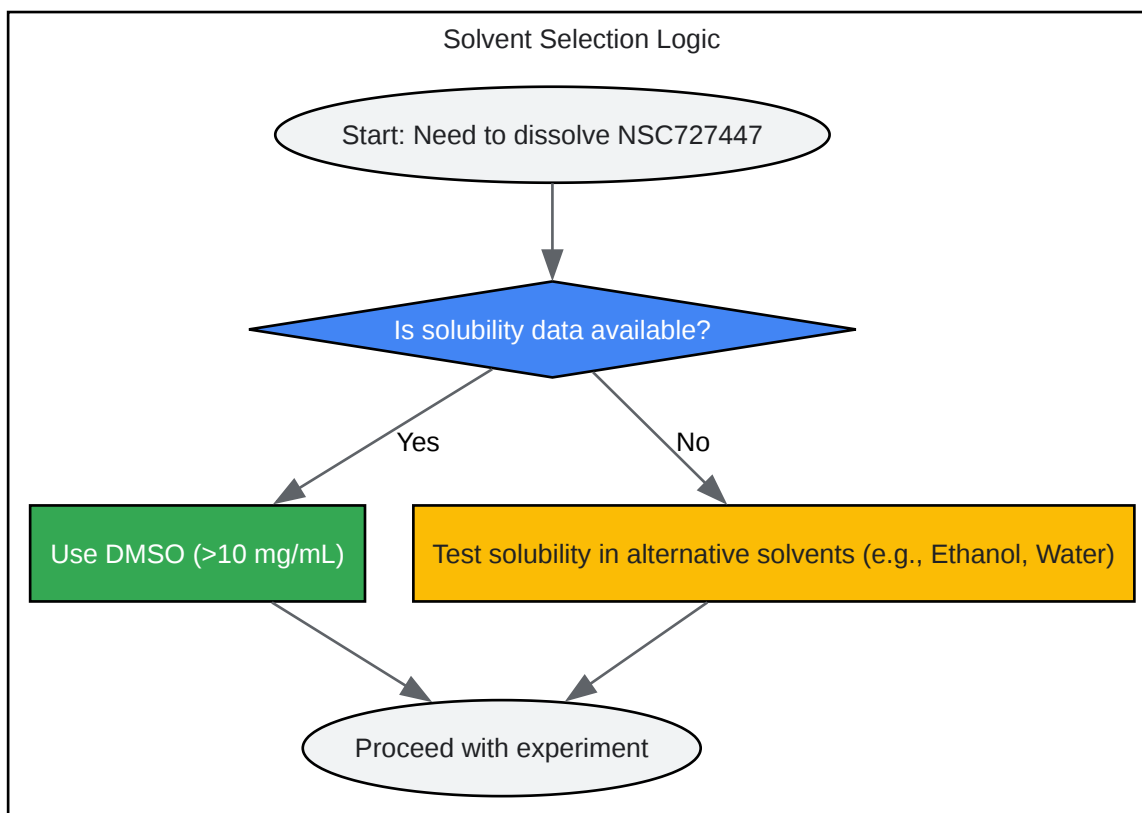 Solvent Selection Logic
Start: Need to dissolve NSC727447
Is solubility data available?
Yes
No
Use DMSO (>10 mg/mL)
Test solubility in alternative solvents (e.g., Ethanol, Water)
Proceed with experiment